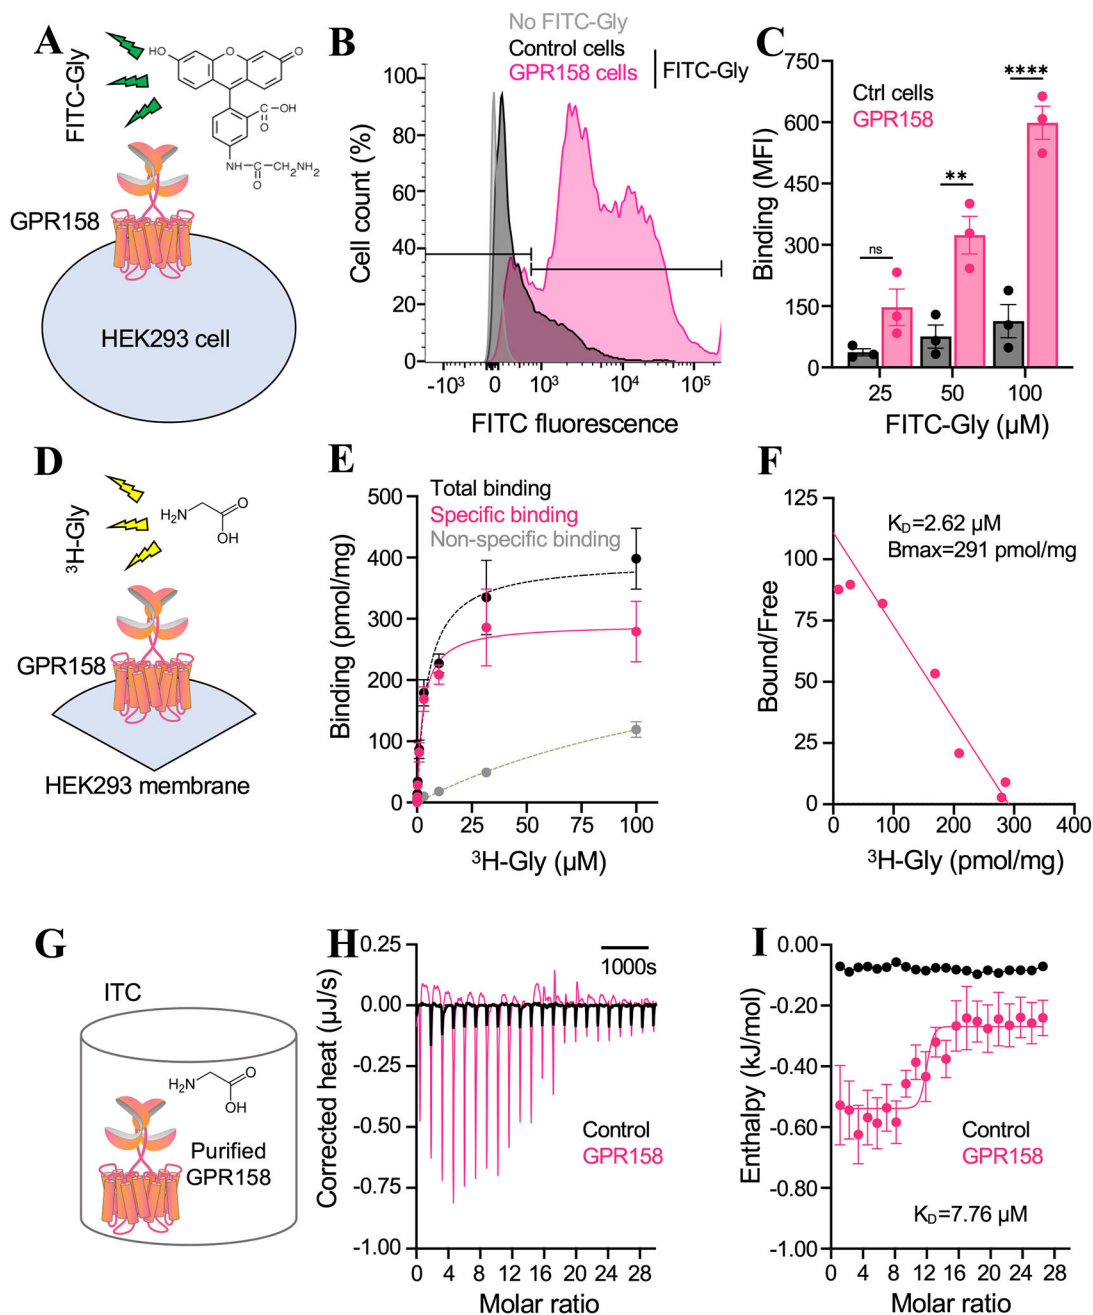 A
FITC-Gly
HO
O
O
C
OH
O
NH
C
CH₂NH₂
O
GPR158
HEK293 cell
B
No FITC-Gly
Control cells
GPR158 cells
FITC-Gly
Cell count (%)
100
80
60
40
20
0
-10³
0
10³
10⁴
10⁵
FITC fluorescence
C
Ctrl cells
GPR158
ns
**
****
Binding (MFI)
750
600
450
300
150
0
25
50
100
FITC-Gly (µM)
D
³H-Gly
H₂N
O
OH
GPR158
HEK293 membrane
E
Total binding
Specific binding
Non-specific binding
Binding (pmol/mg)
500
400
300
200
100
0
0
25
50
75
100
³H-Gly (µM)
F
K_D=2.62 µM
Bmax=291 pmol/mg
Bound/Free
125
100
75
50
25
0
0
100
200
300
400
³H-Gly (pmol/mg)
G
ITC
H₂N
O
OH
Purified
GPR158
H
1000s
Corrected heat (µJ/s)
0.25
0.00
-0.25
-0.50
-0.75
-1.00
Control
GPR158
0
4
8
12
16
20
24
28
Molar ratio
I
Enthalpy (kJ/mol)
0.00
-0.20
-0.40
-0.60
-0.80
-1.00
Control
GPR158
K_D=7.76 µM
0
4
8
12
16
20
24
28
Molar ratio